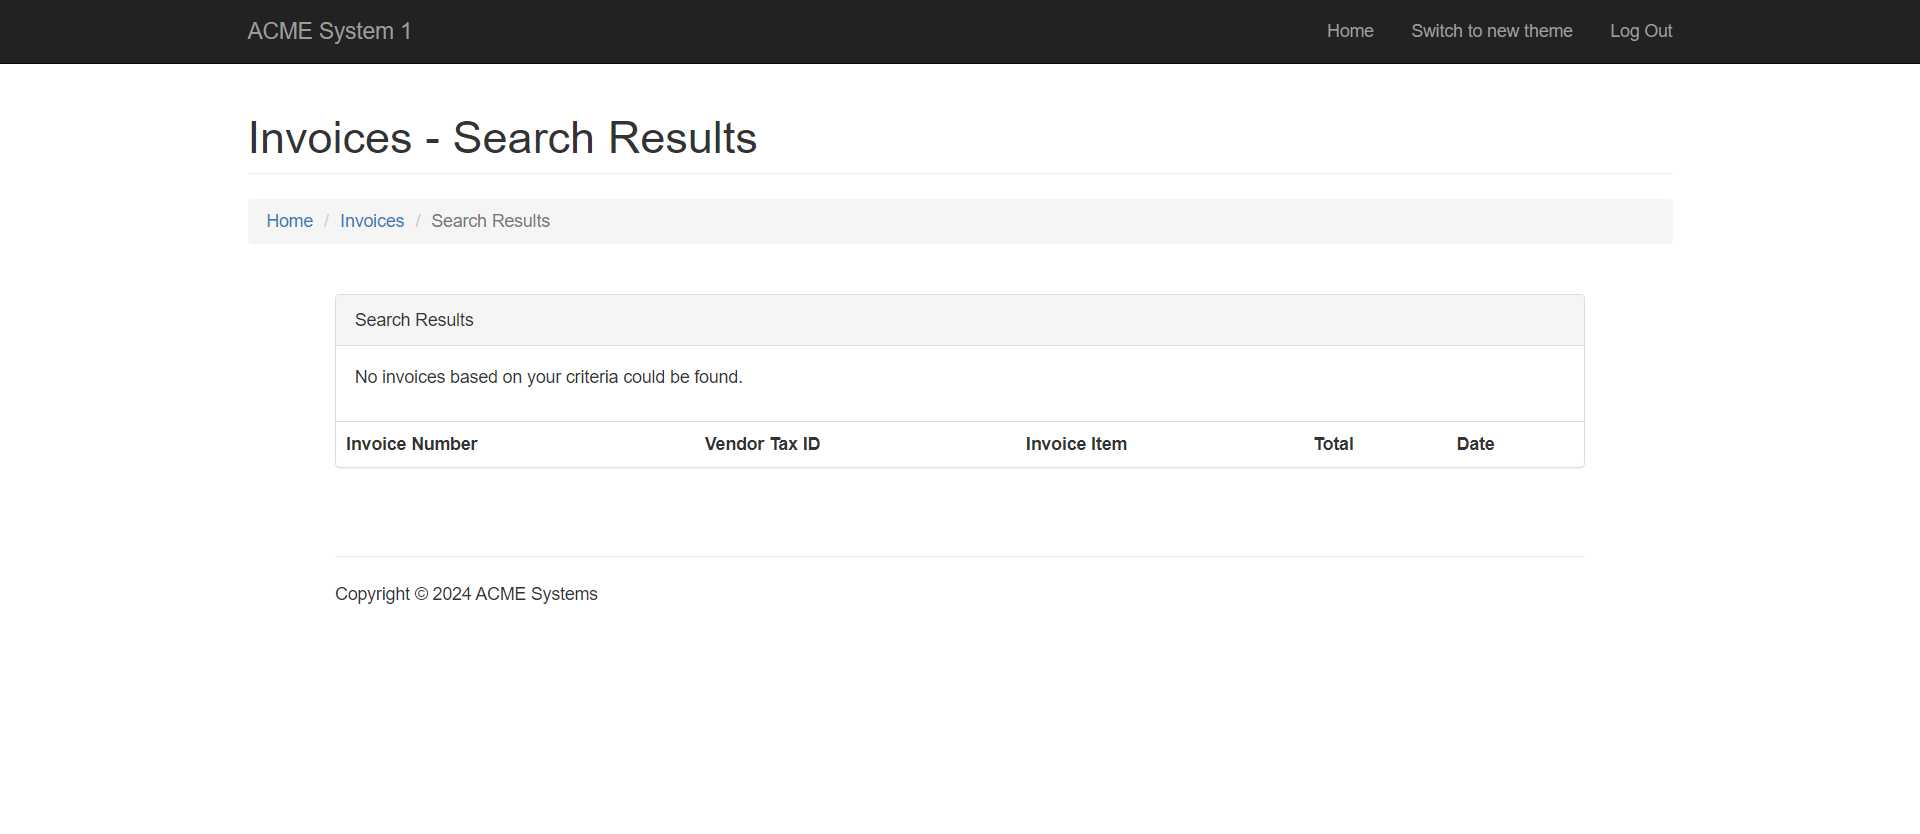 ACME System 1
Home
Switch to new theme
Log Out
Invoices - Search Results
Home / Invoices / Search Results
Search Results
No invoices based on your criteria could be found.
Invoice Number
Vendor Tax ID
Invoice Item
Total
Date
Copyright © 2024 ACME Systems